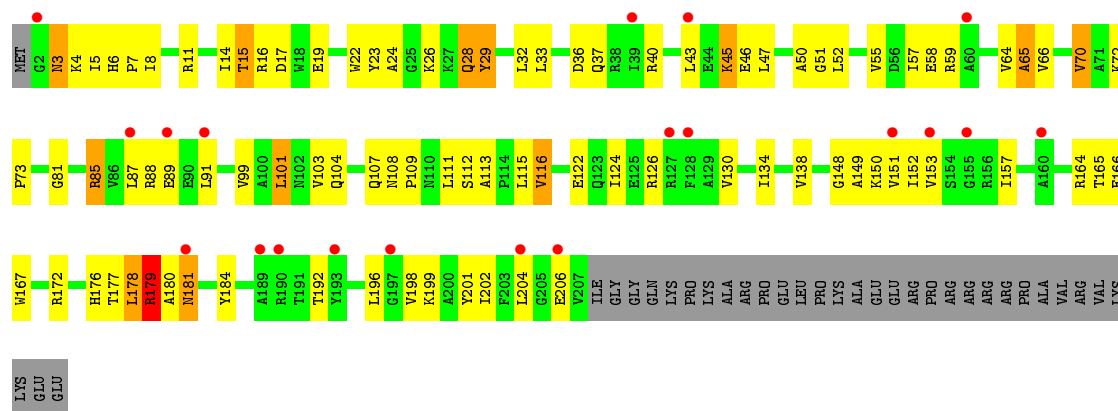 MET G2 N3 K4 I5 H6 P7 I8 R11 I14 T15 R16 D17 W18 E19 W22 Y23 A24 G25 K26 K27 Q28 Y29 L32 L33 D36 Q37 R38 I39 R40 L43 E44 K45 E46 L47 A50 G51 L52 V55 D56 I57 E58 R59 A60 V64 A65 V66 V70 A71 K72
P73 G81 R85 V86 L87 R88 E89 E90 L91 V99 A100 L101 N102 V103 Q104 Q107 N108 P109 N110 L111 S112 A113 P114 L115 V116 E122 Q123 I124 E125 R126 R127 F128 A129 V130 I134 V138 G148 A149 K150 V151 I152 V153 S154 G155 R156 I157 A160 R164 T165 E166
W167 R172 H176 T177 L178 R179 A180 N181 Y184 A189 R190 T191 T192 Y193 L196 G197 V198 K199 A200 Y201 I202 F203 L204 G205 E206 V207 ILE GLY GLY GLN LYS PRO LYS ALA ARG PRO GLU LEU PRO LYS ALA GLU GLU ARG PRO ARG ARG ARG ARG PRO ALA VAL ARG VAL LYS
LYS GLU GLU